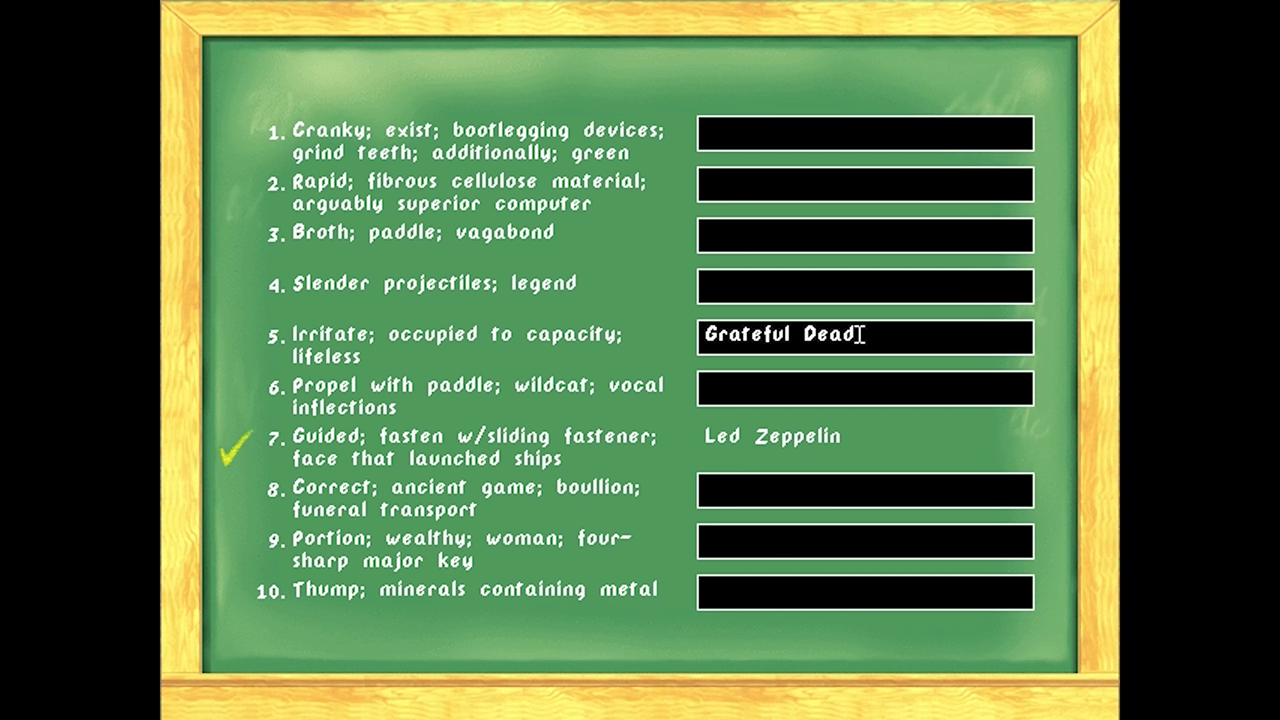 1. Cranky; exist; bootlegging devices;
grind teeth; additionally; green
2. Rapid; fibrous cellulose material;
arguably superior computer
3. Broth; paddle; vagabond
4. Slender projectiles; legend
5. Irritate; occupied to capacity;
lifeless
Grateful Dead
6. Propel with paddle; wildcat; vocal
inflections
7. Guided; fasten w/sliding fastener;
face that launched ships
Led Zeppelin
8. Correct; ancient game; boullion;
funeral transport
9. Portion; wealthy; woman; four-
sharp major key
10. Thump; minerals containing metal